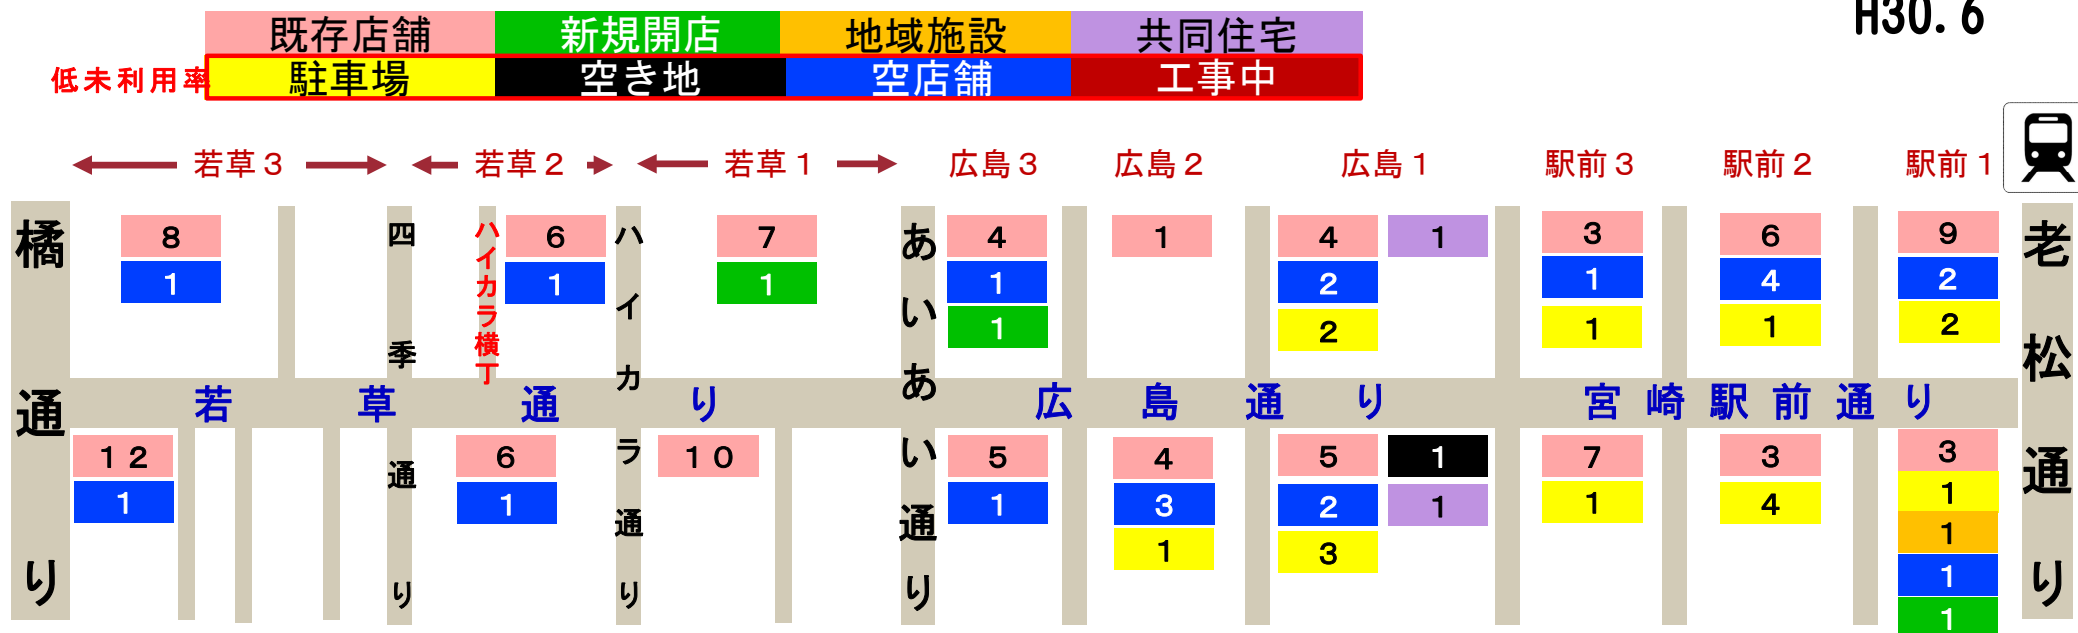 H30.6
既存店舗 新規開店 地域施設 共同住宅
低未利用率 駐車場 空き地 空店舗 工事中
若草3 若草2 若草1 広島3 広島2 広島1 駅前3 駅前2 駅前1
橘通り
四季通り
ハイカラ横丁
ハイカラ通り
あいあい通り
老松通り
8 6 7 4 1 4 1 3 6 9
1 1 1 1 2 1 4 2
1 2 1 1 2
若草通り 広島通り 宮崎駅前通り
12 6 10 5 4 5 1 7 3 3
1 1 1 3 2 1 1 4 1
1 3 1
1
1